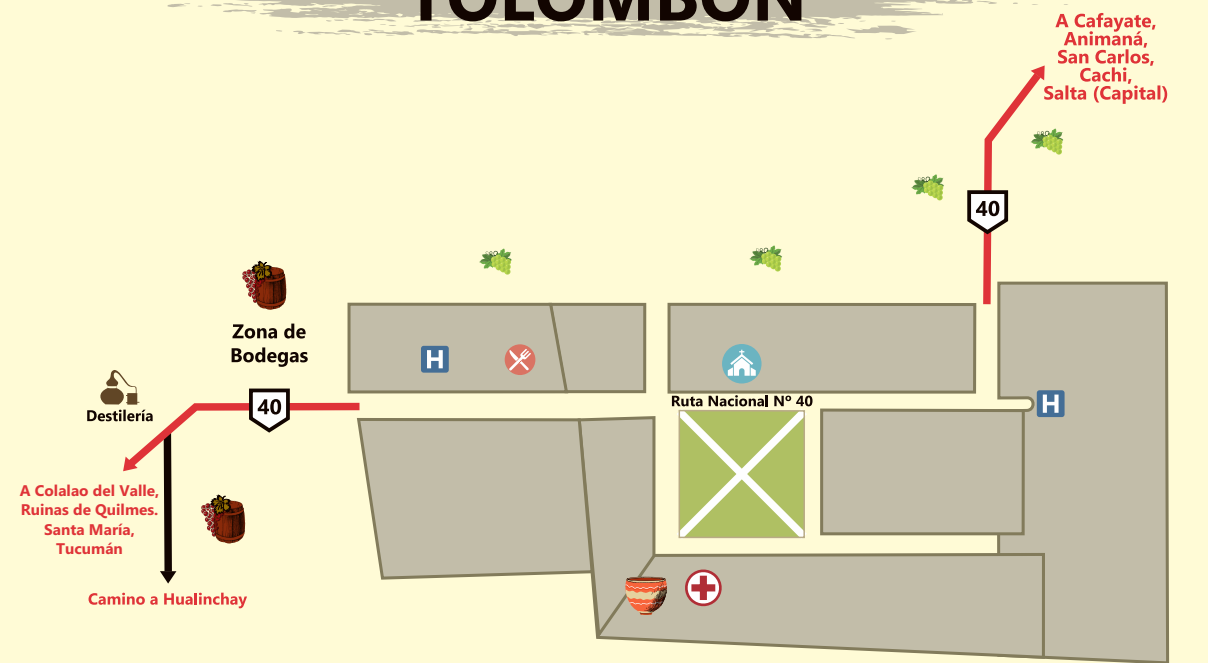 TOLOMBÓN
A Cafayate,
Animaná,
San Carlos,
Cachi,
Salta (Capital)
40
Zona de
Bodegas
H
Destilería
40
Ruta Nacional Nº 40
H
A Colalao del Valle,
Ruinas de Quilmes.
Santa María,
Tucumán
Camino a Hualinchay